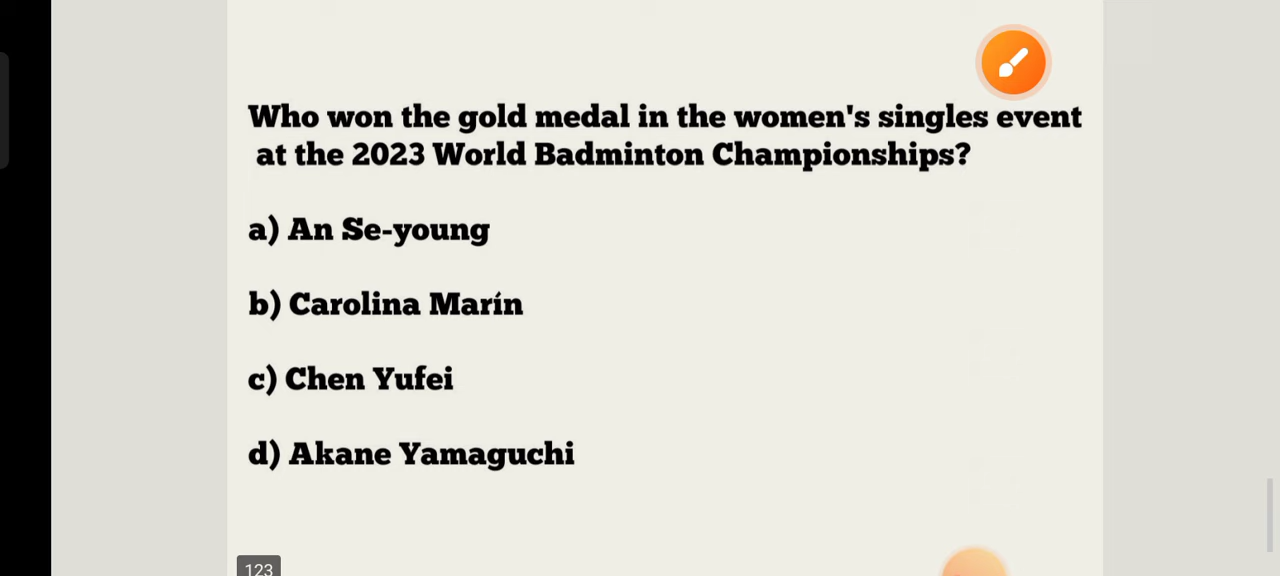 Who won the gold medal in the women's singles event
at the 2023 World Badminton Championships?
a) An Se-young
b) Carolina Marín
c) Chen Yufei
d) Akane Yamaguchi
123